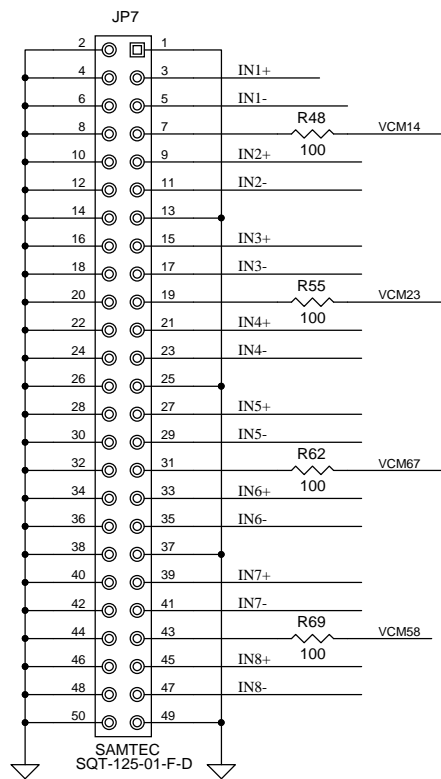 JP7
2 1
4 3 IN1+
6 5 IN1-
R48
8 7 VCM14
100
10 9 IN2+
12 11 IN2-
14 13
16 15 IN3+
18 17 IN3-
R55
20 19 VCM23
100
22 21 IN4+
24 23 IN4-
26 25
28 27 IN5+
30 29 IN5-
R62
32 31 VCM67
100
34 33 IN6+
36 35 IN6-
38 37
40 39 IN7+
42 41 IN7-
R69
44 43 VCM58
100
46 45 IN8+
48 47 IN8-
50 49
SAMTEC
SQT-125-01-F-D